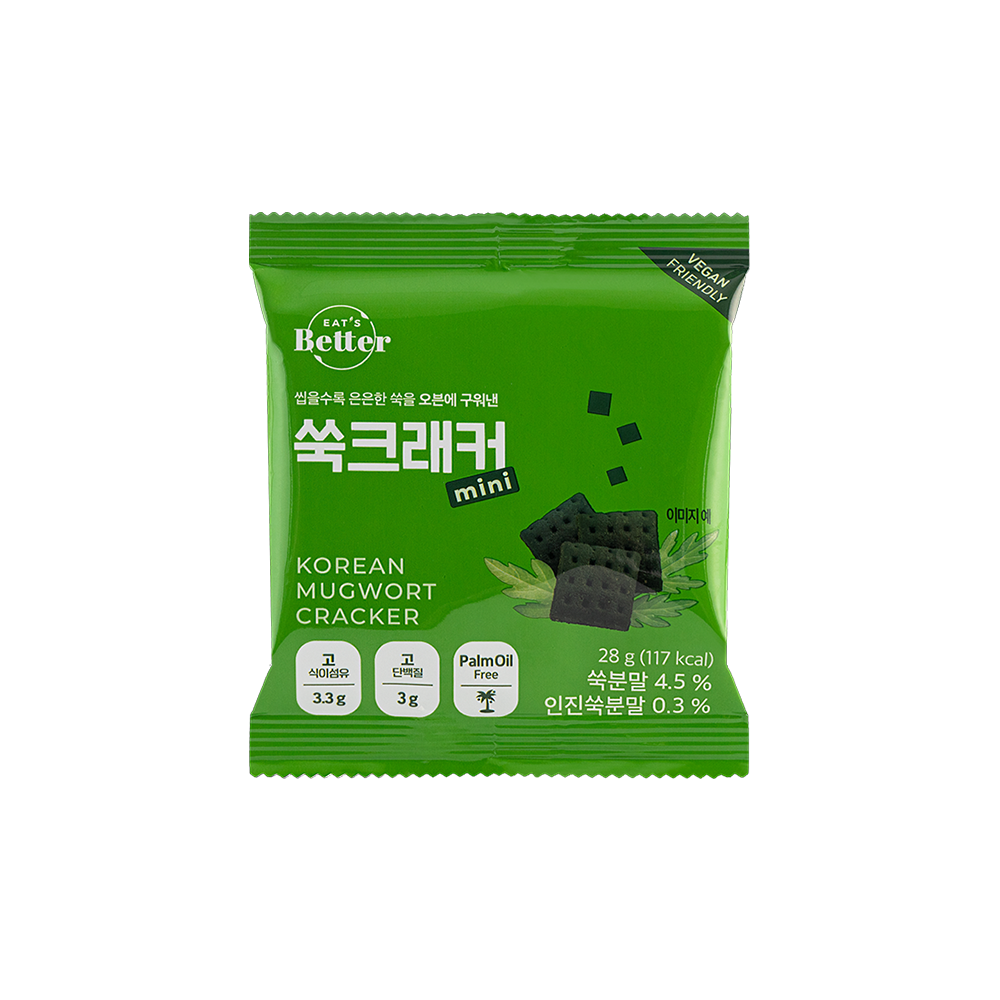 VEGAN
FRIENDLY
EAT'S
Better
씹을수록 은은한 쑥을 오븐에 구워낸
쑥크래커
mini
이미지 예
KOREAN
MUGWORT
CRACKER
고
식이섬유
3.3 g
고
단백질
3 g
Palm Oil
Free
28 g (117 kcal)
쑥분말 4.5 %
인진쑥분말 0.3 %